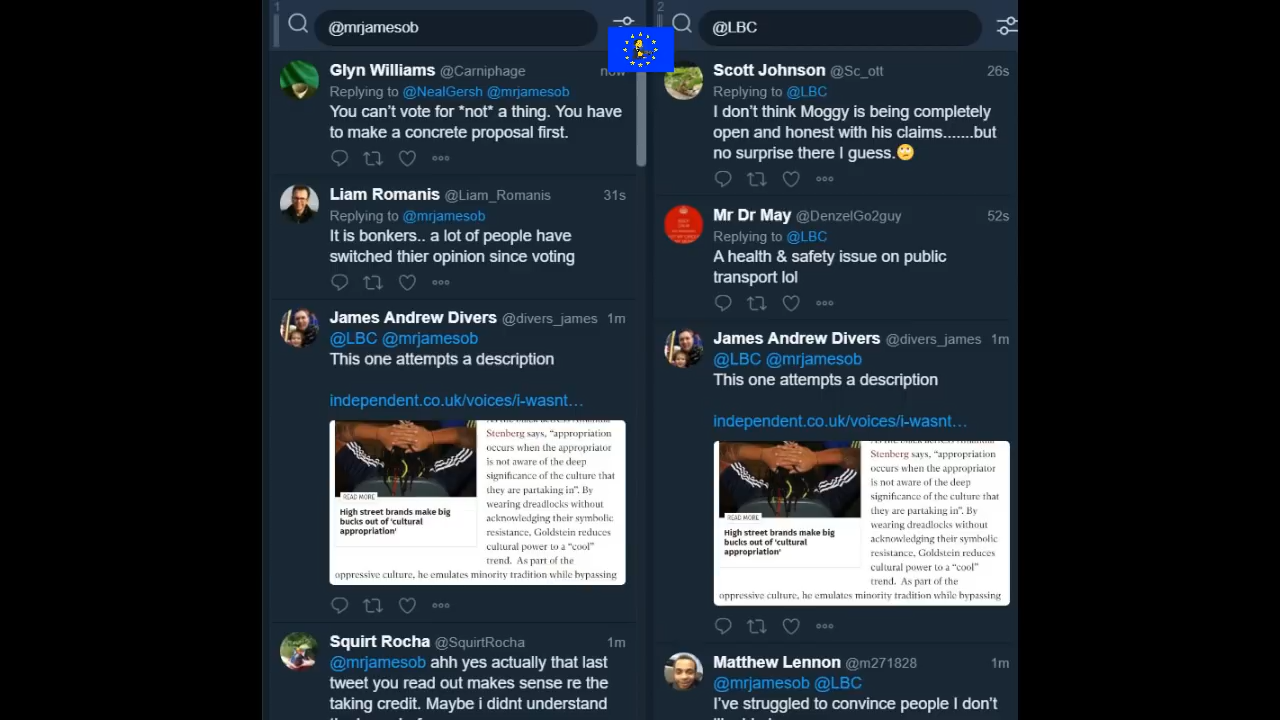 1
@mrjamesob
Glyn Williams @Carniphage now
Replying to @NealGersh @mrjamesob
You can't vote for *not* a thing. You have
to make a concrete proposal first.
Liam Romanis @Liam_Romanis 31s
Replying to @mrjamesob
It is bonkers.. a lot of people have
switched thier opinion since voting
James Andrew Divers @divers_james 1m
@LBC @mrjamesob
This one attempts a description
independent.co.uk/voices/i-wasnt…
Stenberg says, “appropriation
occurs when the appropriator
is not aware of the deep
significance of the culture that
they are partaking in”. By
wearing dreadlocks without
acknowledging their symbolic
resistance, Goldstein reduces
cultural power to a “cool”
trend. As part of the
oppressive culture, he emulates minority tradition while bypassing
READ MORE
High street brands make big
bucks out of 'cultural
appropriation'
Squirt Rocha @SquirtRocha 1m
@mrjamesob ahh yes actually that last
tweet you read out makes sense re the
taking credit. Maybe i didnt understand
2
@LBC
Scott Johnson @Sc_ott 26s
Replying to @LBC
I don't think Moggy is being completely
open and honest with his claims.......but
no surprise there I guess.🙄
Mr Dr May @DenzelGo2guy 52s
Replying to @LBC
A health & safety issue on public
transport lol
James Andrew Divers @divers_james 1m
@LBC @mrjamesob
This one attempts a description
independent.co.uk/voices/i-wasnt…
Stenberg says, “appropriation
occurs when the appropriator
is not aware of the deep
significance of the culture that
they are partaking in”. By
wearing dreadlocks without
acknowledging their symbolic
resistance, Goldstein reduces
cultural power to a “cool”
trend. As part of the
oppressive culture, he emulates minority tradition while bypassing
READ MORE
High street brands make big
bucks out of 'cultural
appropriation'
Matthew Lennon @m271828 1m
@mrjamesob @LBC
I've struggled to convince people I don't